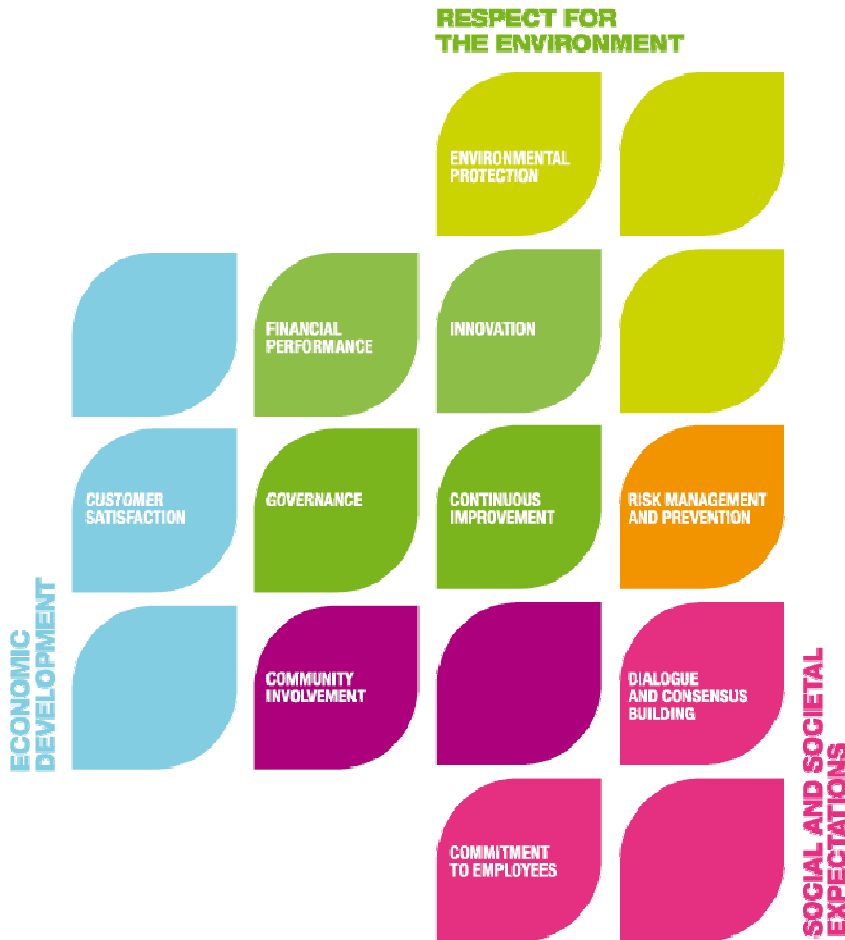 RESPECT FOR
THE ENVIRONMENT
ENVIRONMENTAL
PROTECTION
FINANCIAL
PERFORMANCE
INNOVATION
CUSTOMER
SATISFACTION
GOVERNANCE
CONTINUOUS
IMPROVEMENT
RISK MANAGEMENT
AND PREVENTION
ECONOMIC
DEVELOPMENT
COMMUNITY
INVOLVEMENT
DIALOGUE
AND CONSENSUS
BUILDING
SOCIAL AND SOCIETAL
EXPECTATIONS
COMMITMENT
TO EMPLOYEES